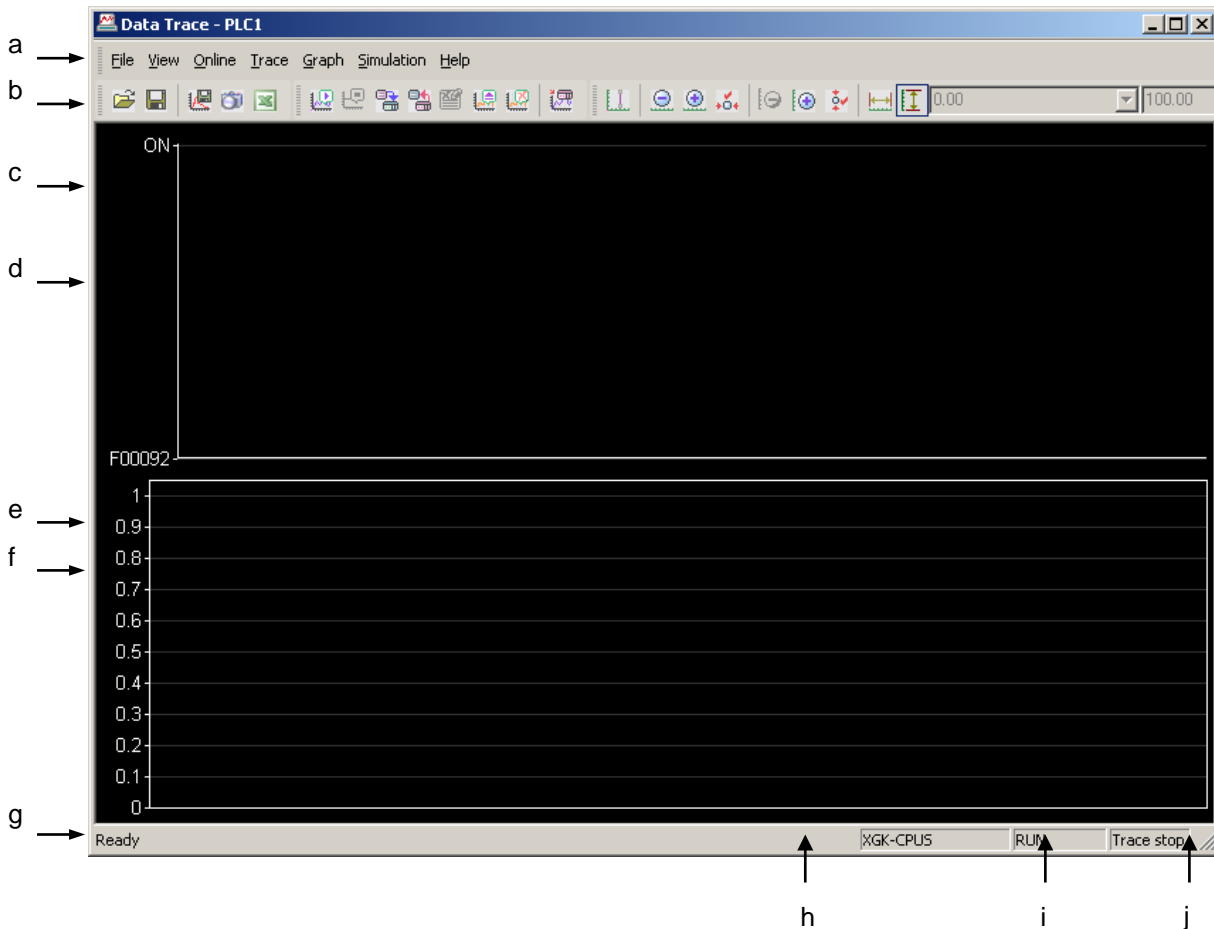 Data Trace - PLC1
a
File View Online Trace Graph Simulation Help
b
0.00 100.00
ON
c
d
F00092
1
e
0.9
f
0.8
0.7
0.6
0.5
0.4
0.3
0.2
0.1
0
g
Ready XGK-CPUS RUN Trace stop
h i j